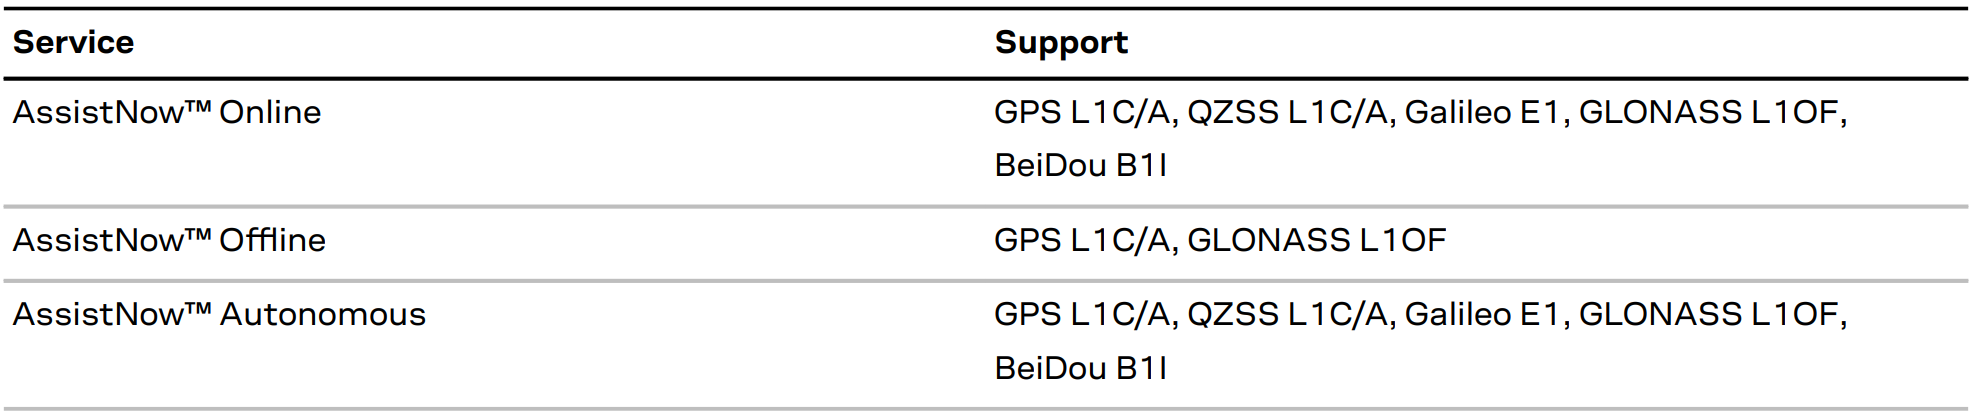 Service Support
AssistNow™ Online GPS L1C/A, QZSS L1C/A, Galileo E1, GLONASS L1OF,
BeiDou B1I
AssistNow™ Offline GPS L1C/A, GLONASS L1OF
AssistNow™ Autonomous GPS L1C/A, QZSS L1C/A, Galileo E1, GLONASS L1OF,
BeiDou B1I